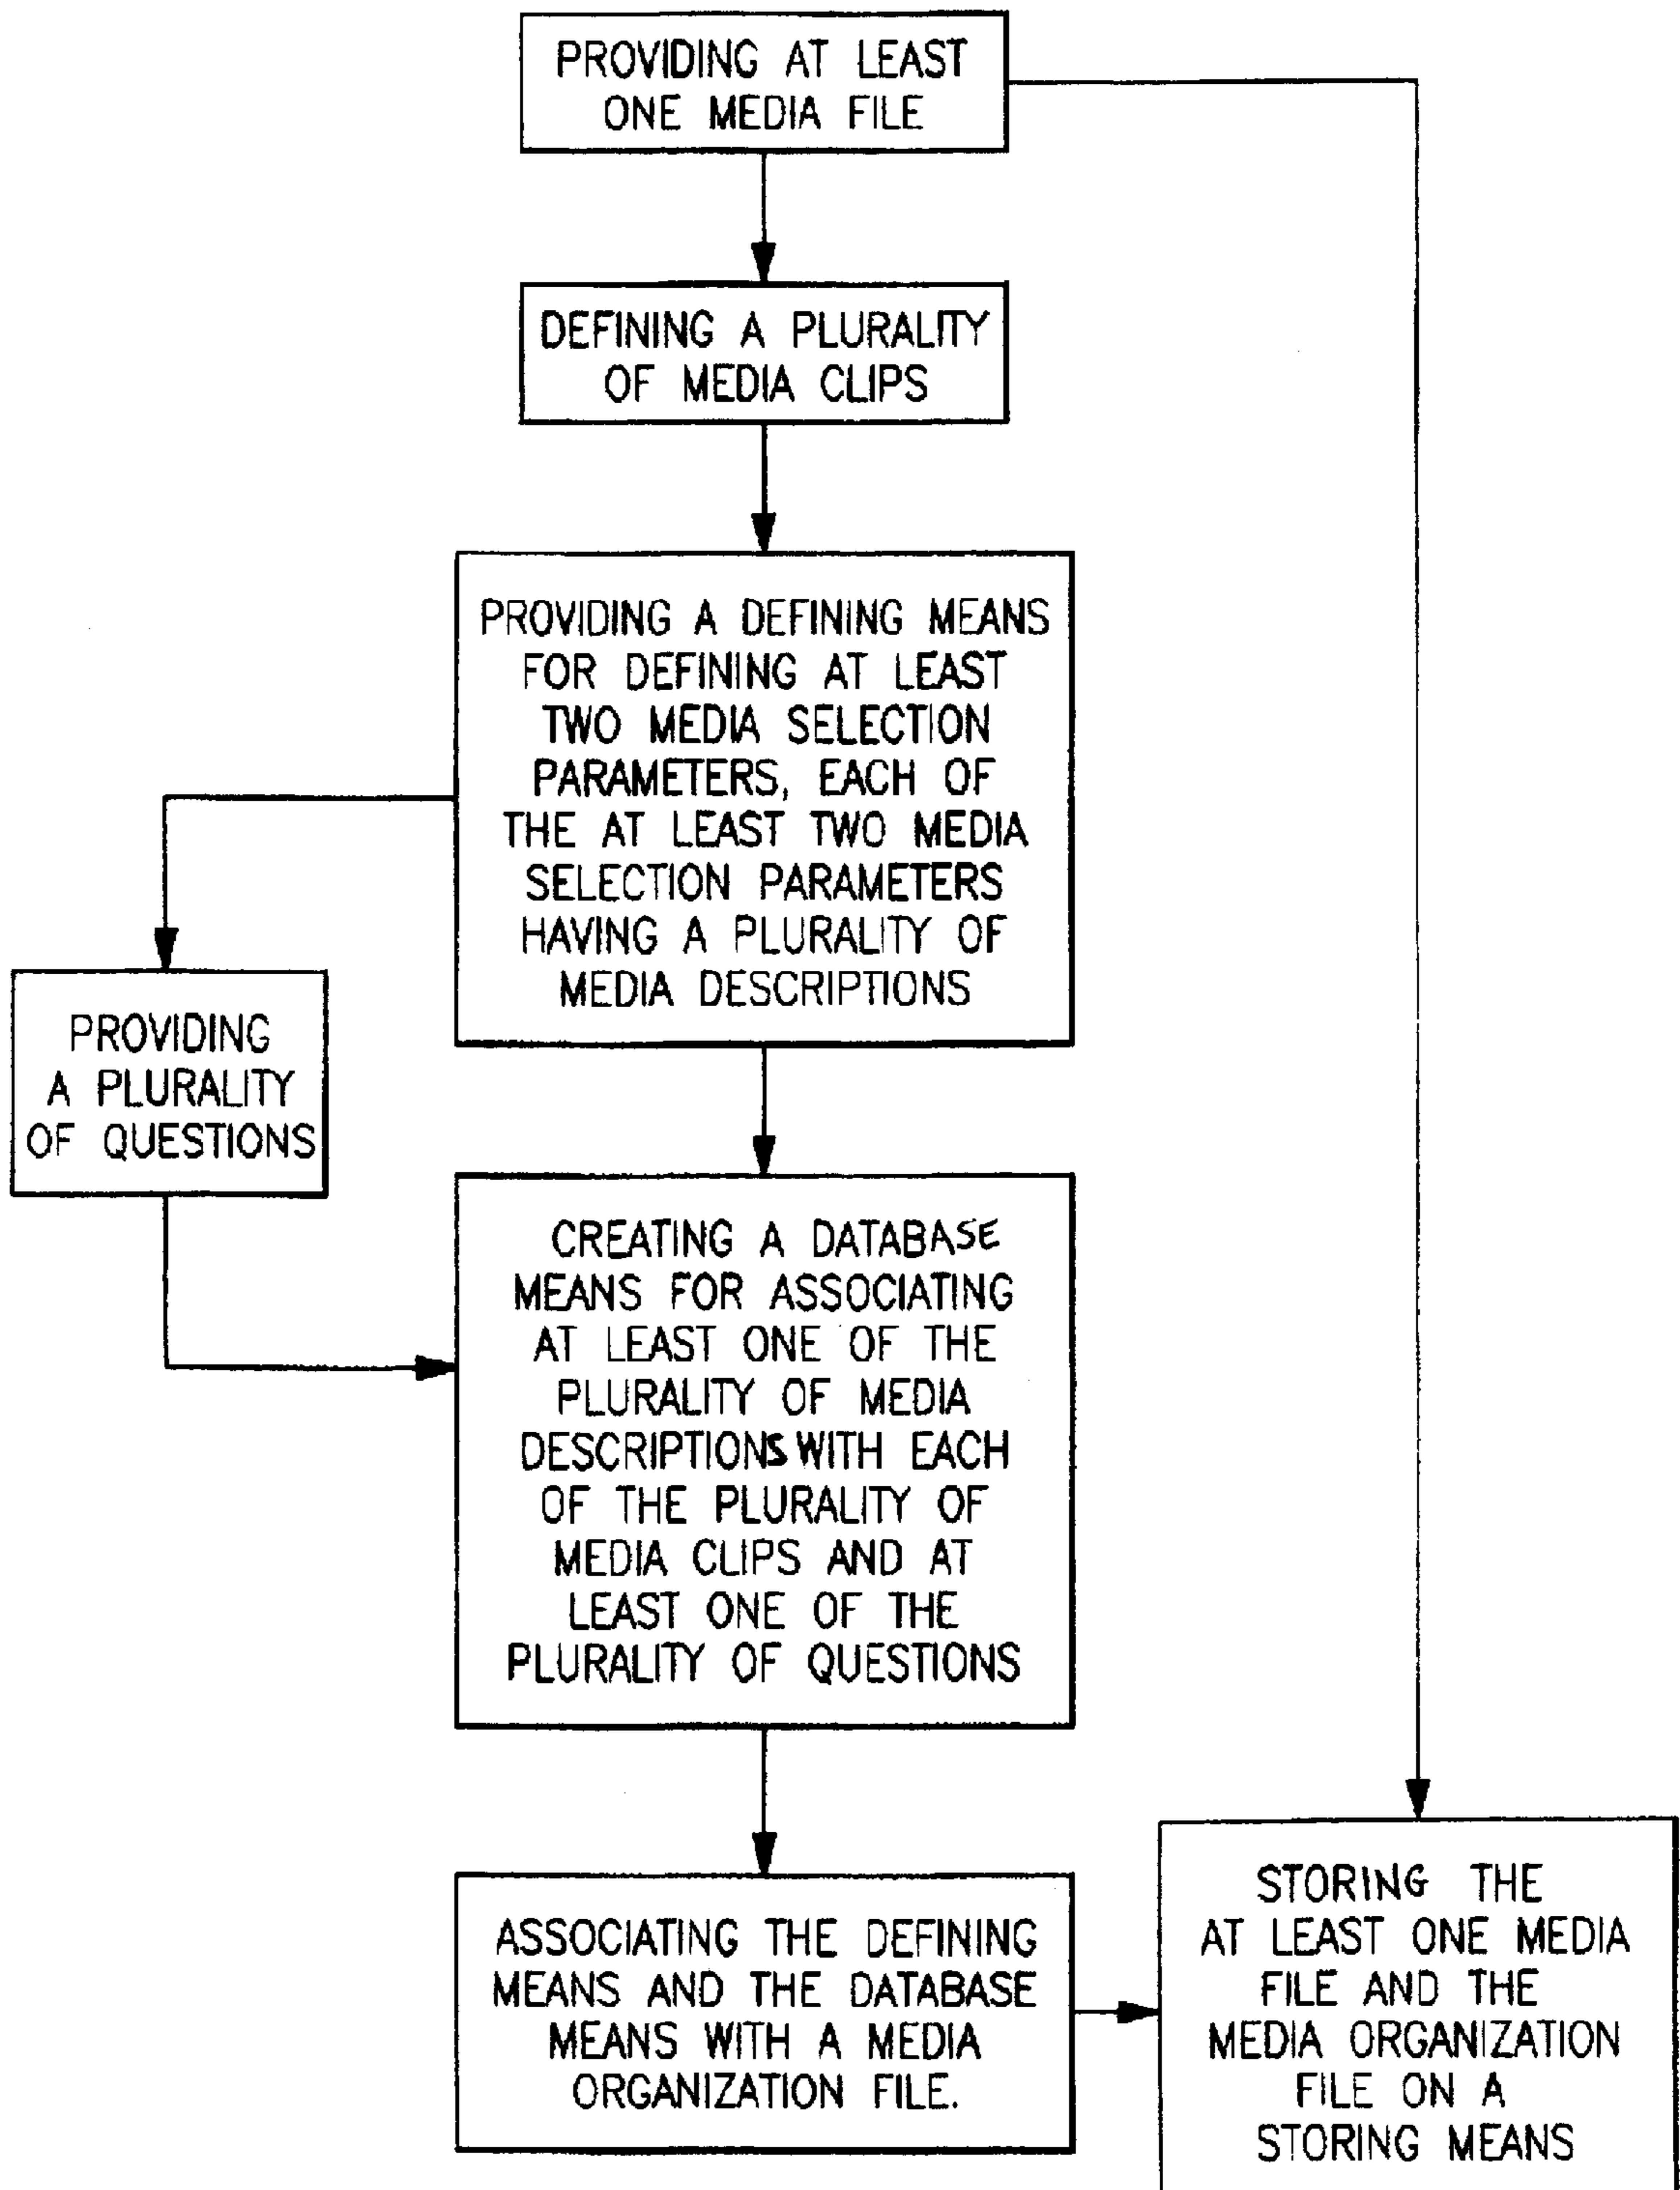 PROVIDING AT LEAST
ONE MEDIA FILE
DEFINING A PLURALITY
OF MEDIA CLIPS
PROVIDING A DEFINING MEANS
FOR DEFINING AT LEAST
TWO MEDIA SELECTION
PARAMETERS, EACH OF
THE AT LEAST TWO MEDIA
SELECTION PARAMETERS
HAVING A PLURALITY OF
MEDIA DESCRIPTIONS
PROVIDING
A PLURALITY
OF QUESTIONS
CREATING A DATABASE
MEANS FOR ASSOCIATING
AT LEAST ONE OF THE
PLURALITY OF MEDIA
DESCRIPTIONS WITH EACH
OF THE PLURALITY OF
MEDIA CLIPS AND AT
LEAST ONE OF THE
PLURALITY OF QUESTIONS
ASSOCIATING THE DEFINING
MEANS AND THE DATABASE
MEANS WITH A MEDIA
ORGANIZATION FILE.
STORING THE
AT LEAST ONE MEDIA
FILE AND THE
MEDIA ORGANIZATION
FILE ON A
STORING MEANS